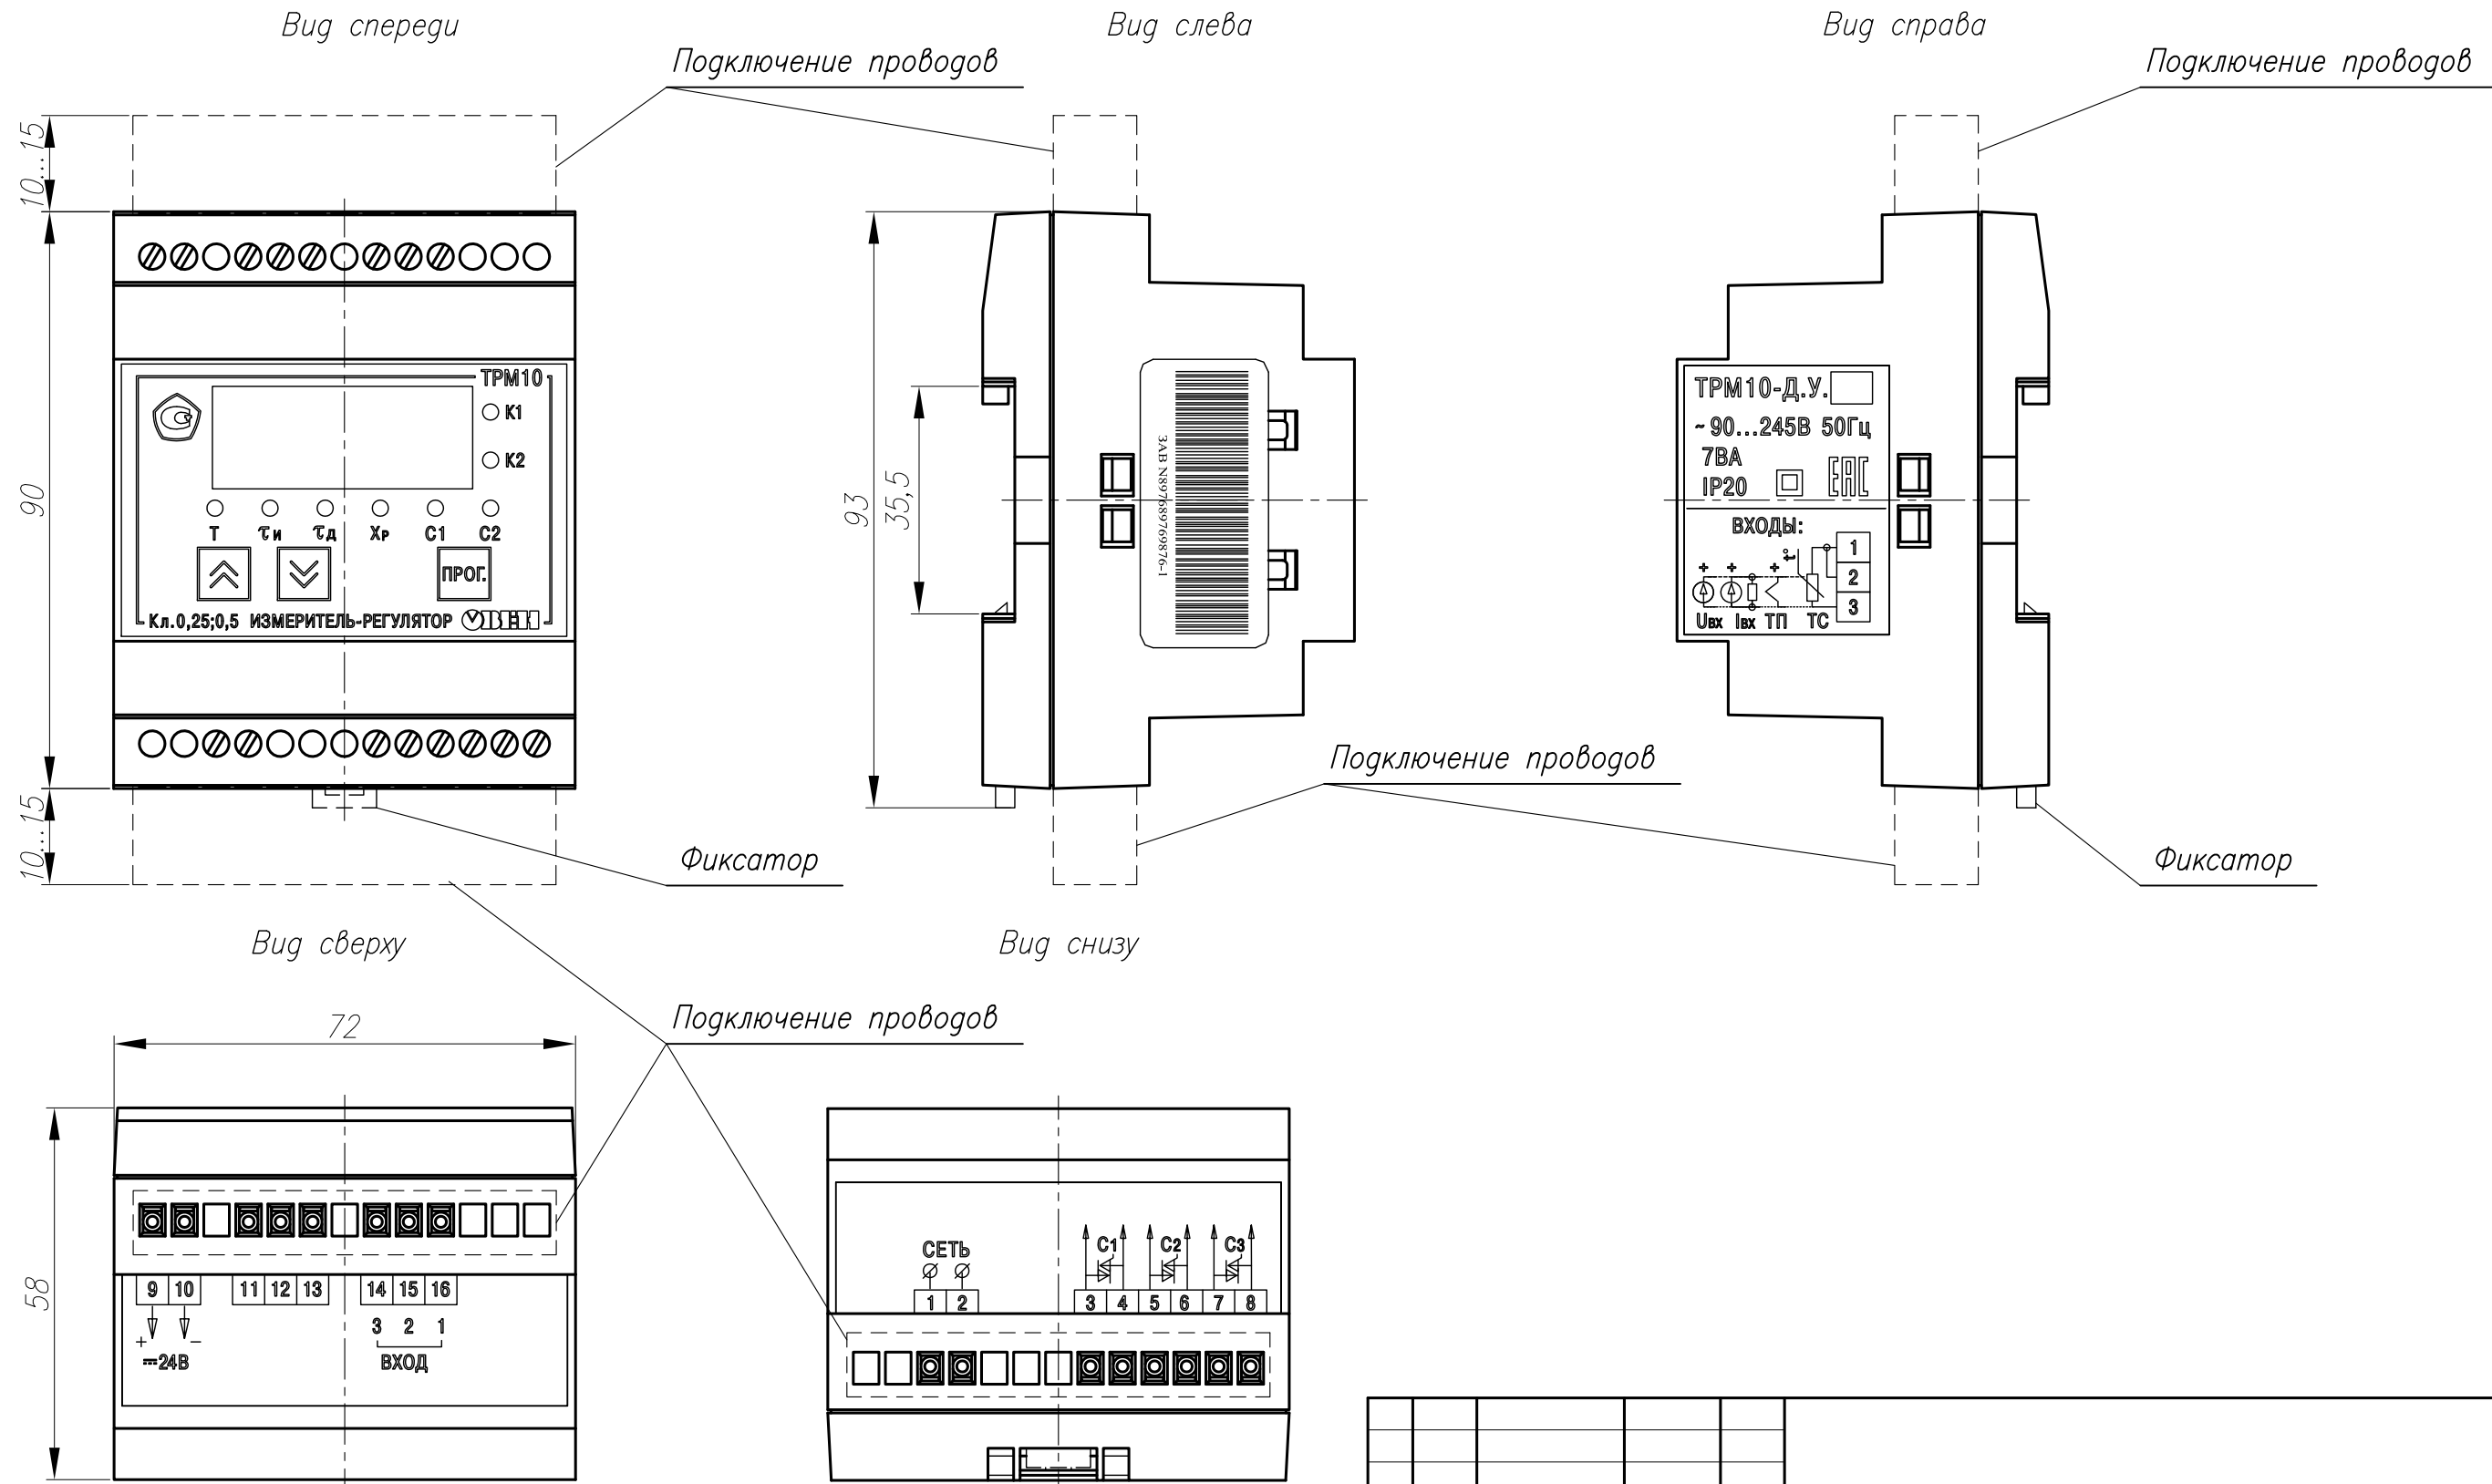 Вид спереди
Вид слева
Вид справа
Подключение проводов
Подключение проводов
10...15
90
10...15
ТРМ10
К1
К2
Т τи τд Хр С1 С2
ПРОГ.
Кл.0,25;0,5 ИЗМЕРИТЕЛЬ-РЕГУЛЯТОР ОВЕН
93
35,5
ЗАВ N897689769876-1
ТРМ10-Д.У.
~90...245В 50Гц
7ВА
IP20
ЕАС
ВХОДЫ:
t°
1
2
3
+ + +
Uвх Iвх ТП ТС
Подключение проводов
Фиксатор
Фиксатор
Вид сверху
Вид снизу
Подключение проводов
72
58
9 10 11 12 13 14 15 16
+ -
3 2 1
⎓24В
ВХОД
СЕТЬ
С1 С2 С3
1 2 3 4 5 6 7 8